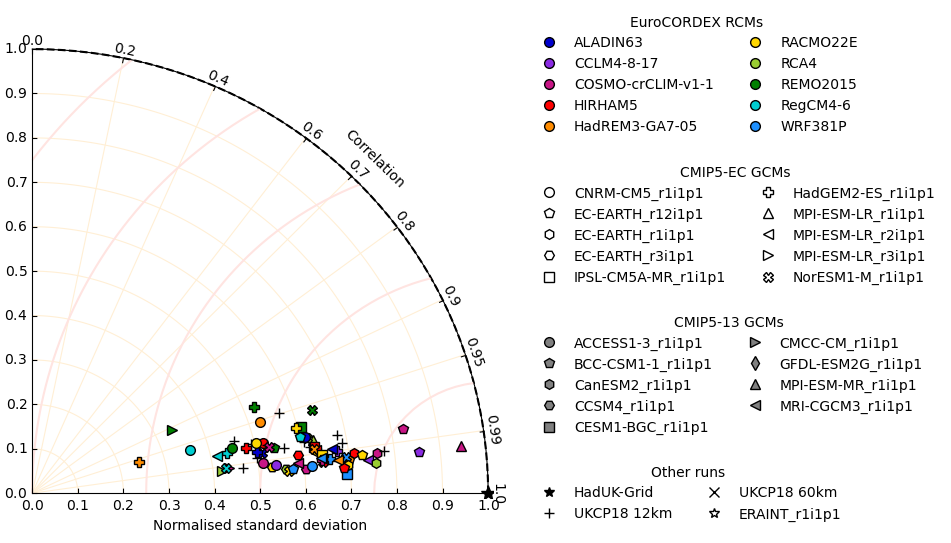 0.0
0.2
0.4
0.6
Correlation
0.7
0.8
0.9
0.95
0.99
1.0
1.0
0.9
0.8
0.7
0.6
0.5
0.4
0.3
0.2
0.1
0.0
0.0 0.1 0.2 0.3 0.4 0.5 0.6 0.7 0.8 0.9 1.0
Normalised standard deviation
EuroCORDEX RCMs
ALADIN63 RACMO22E
CCLM4-8-17 RCA4
COSMO-crCLIM-v1-1 REMO2015
HIRHAM5 RegCM4-6
HadREM3-GA7-05 WRF381P
CMIP5-EC GCMs
CNRM-CM5_r1i1p1 HadGEM2-ES_r1i1p1
EC-EARTH_r12i1p1 MPI-ESM-LR_r1i1p1
EC-EARTH_r1i1p1 MPI-ESM-LR_r2i1p1
EC-EARTH_r3i1p1 MPI-ESM-LR_r3i1p1
IPSL-CM5A-MR_r1i1p1 NorESM1-M_r1i1p1
CMIP5-13 GCMs
ACCESS1-3_r1i1p1 CMCC-CM_r1i1p1
BCC-CSM1-1_r1i1p1 GFDL-ESM2G_r1i1p1
CanESM2_r1i1p1 MPI-ESM-MR_r1i1p1
CCSM4_r1i1p1 MRI-CGCM3_r1i1p1
CESM1-BGC_r1i1p1
Other runs
HadUK-Grid UKCP18 60km
UKCP18 12km ERAINT_r1i1p1